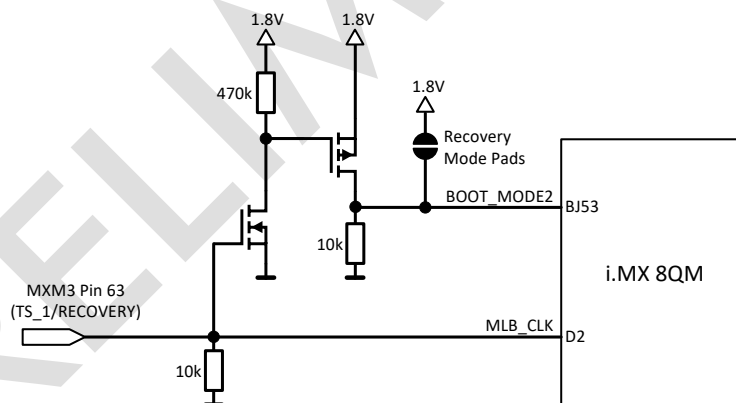 1.8V
1.8V
470k
1.8V
Recovery
Mode Pads
BOOT_MODE2
BJ53
10k
i.MX 8QM
MXM3 Pin 63
(TS_1/RECOVERY)
MLB_CLK
D2
10k